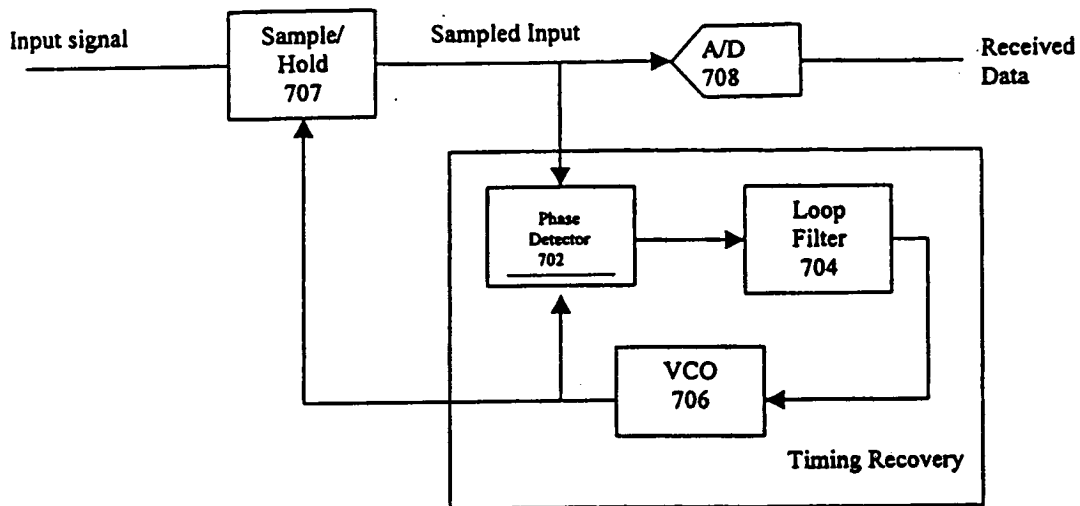 Input signal
Sample/
Hold
707
Sampled Input
A/D
708
Received
Data
Phase
Detector
702
Loop
Filter
704
VCO
706
Timing Recovery